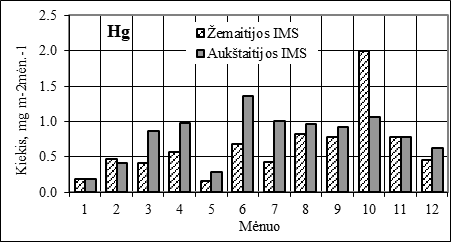 Hg
Žemaitijos IMS
Aukštaitijos IMS
Kiekis, mg m-2mėn.-1
2.5
2.0
1.5
1.0
0.5
0.0
1 2 3 4 5 6 7 8 9 10 11 12
Mėnuo